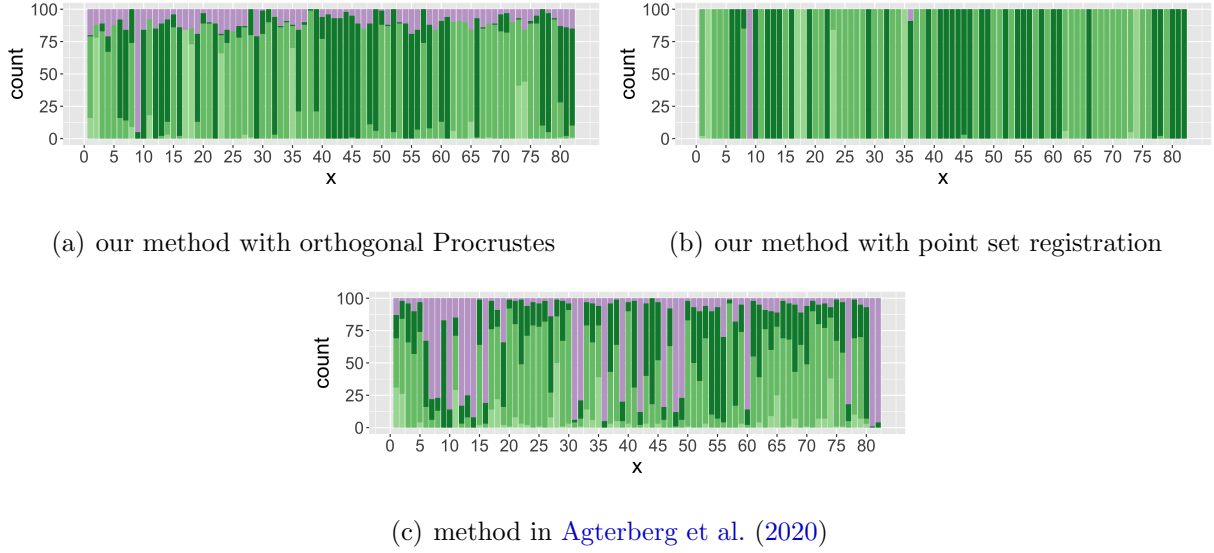 100
75
50
25
0
count
0 5 10 15 20 25 30 35 40 45 50 55 60 65 70 75 80
x
(a) our method with orthogonal Procrustes
100
75
50
25
0
count
0 5 10 15 20 25 30 35 40 45 50 55 60 65 70 75 80
x
(b) our method with point set registration
100
75
50
25
0
count
0 5 10 15 20 25 30 35 40 45 50 55 60 65 70 75 80
x
(c) method in Agterberg et al. (2020)